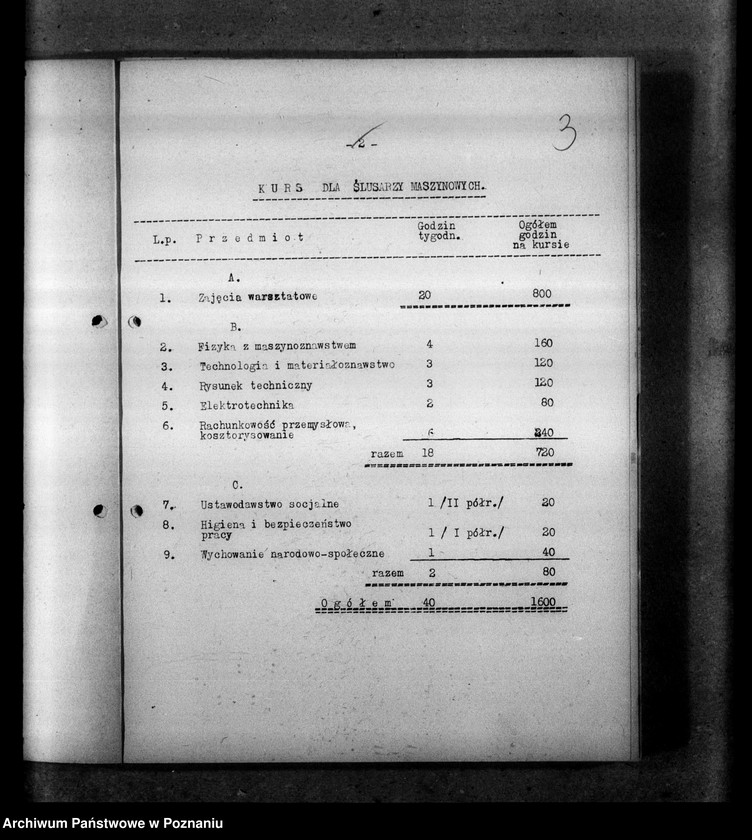 3
-2-
KURS DLA ŚLUSARZY MASZYNOWYCH.
L.p. Przedmiot Godzin tygodn. Ogółem godzin na kursie
A.
1. Zajęcia warsztatowe 20 800
B.
2. Fizyka z maszynoznawstwem 4 160
3. Technologia i materiałoznawstwo 3 120
4. Rysunek techniczny 3 120
5. Elektrotechnika 2 80
6. Rachunkowość przemysłowa,
kosztorysowanie 6 240
razem 18 720
C.
7. Ustawodawstwo socjalne 1 /II półr./ 20
8. Higiena i bezpieczeństwo
pracy 1 / I półr./ 20
9. Wychowanie narodowo-społeczne 1 40
razem 2 80
Ogółem 40 1600
Archiwum Państwowe w Poznaniu